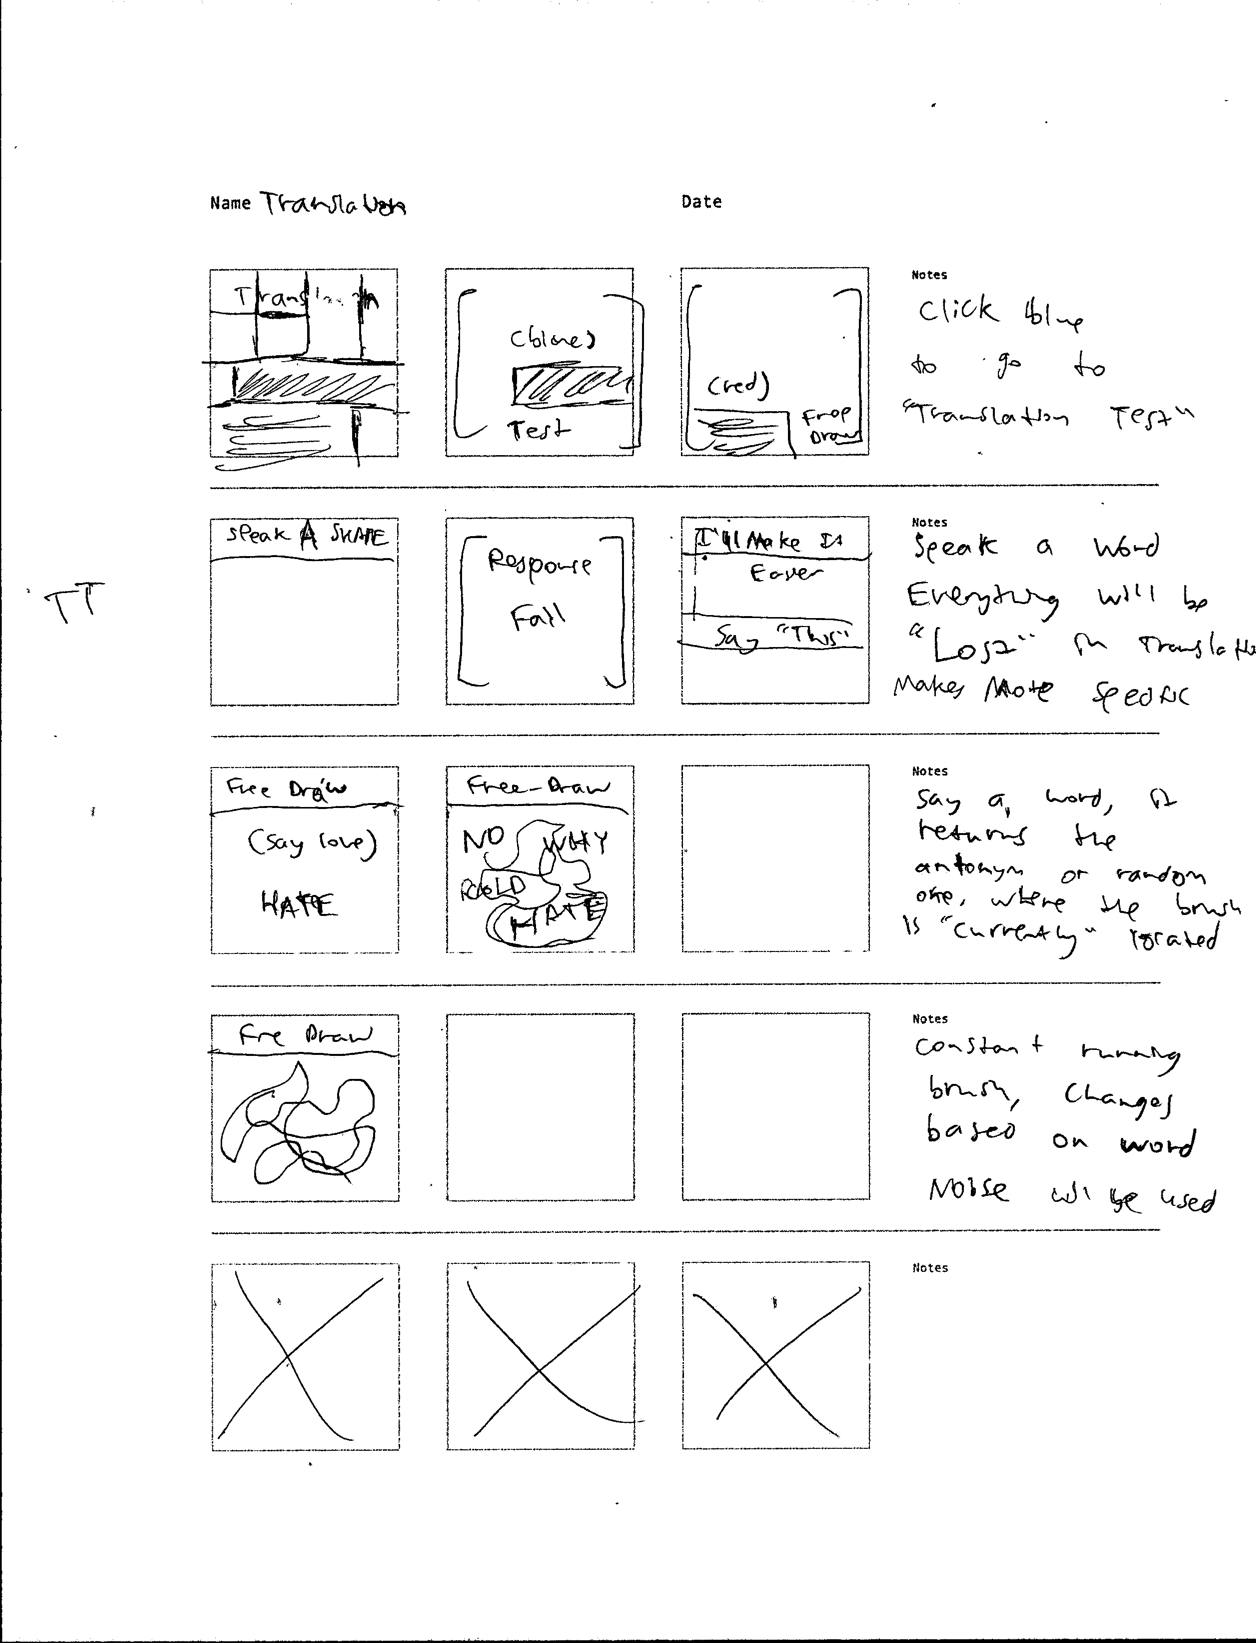 Name Translation
Date
Translation
(blue)
Test
(red)
Free
Draw
Notes
Click blue
to go to
"Translation Test"
TT
Speak A SHAPE
Response
Fail
I'll Make It
Easier
Say "This"
Notes
Speak a word
Everything will be
"Lost" in Translatio
Makes More Specific
Free Draw
(say love)
HATE
Free-Draw
NO WHY
HATE
Notes
Say a word, it
returns the
antonym or random
one, where the brush
is "currently" located
Fre Draw
Notes
Constant running
brush, changes
based on word
NOISE will be used
Notes